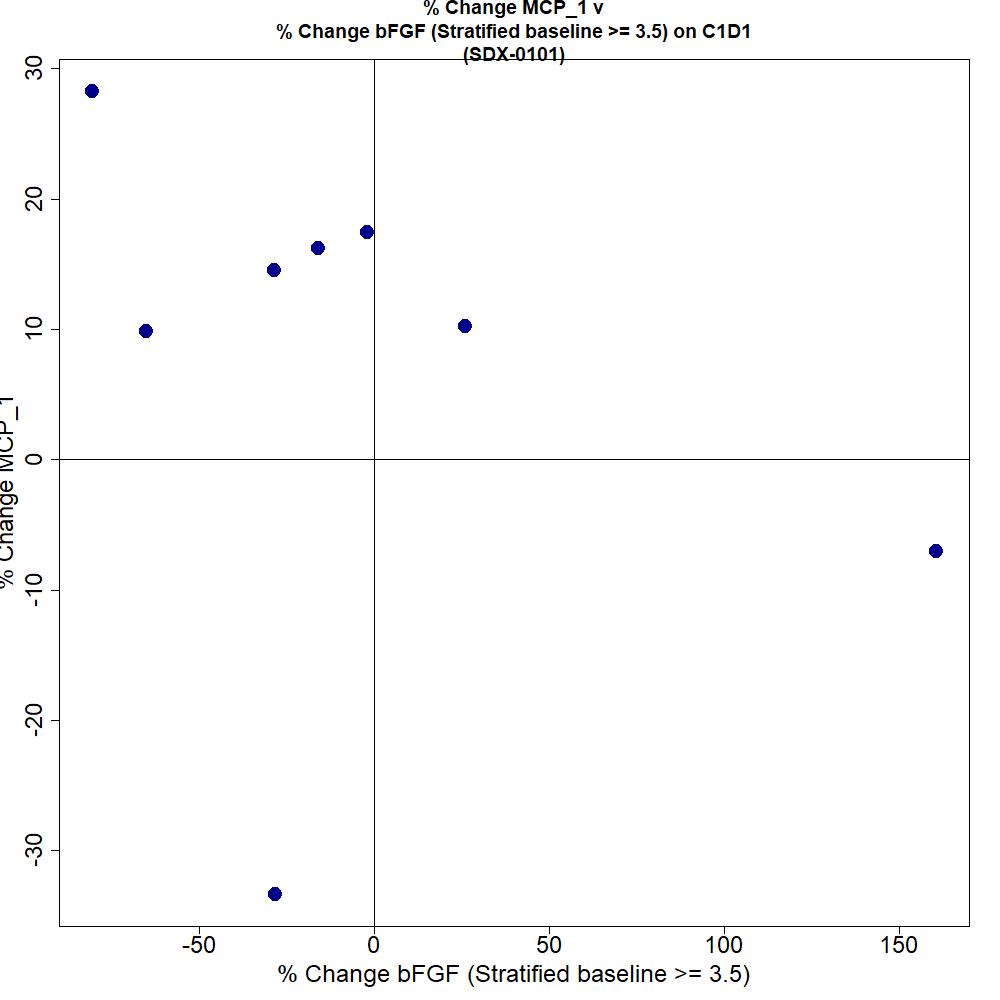 % Change MCP_1 v
% Change bFGF (Stratified baseline >= 3.5) on C1D1
(SDX-0101)
30
20
10
0
-10
-20
-30
% Change MCP_1
-50
0
50
100
150
% Change bFGF (Stratified baseline >= 3.5)